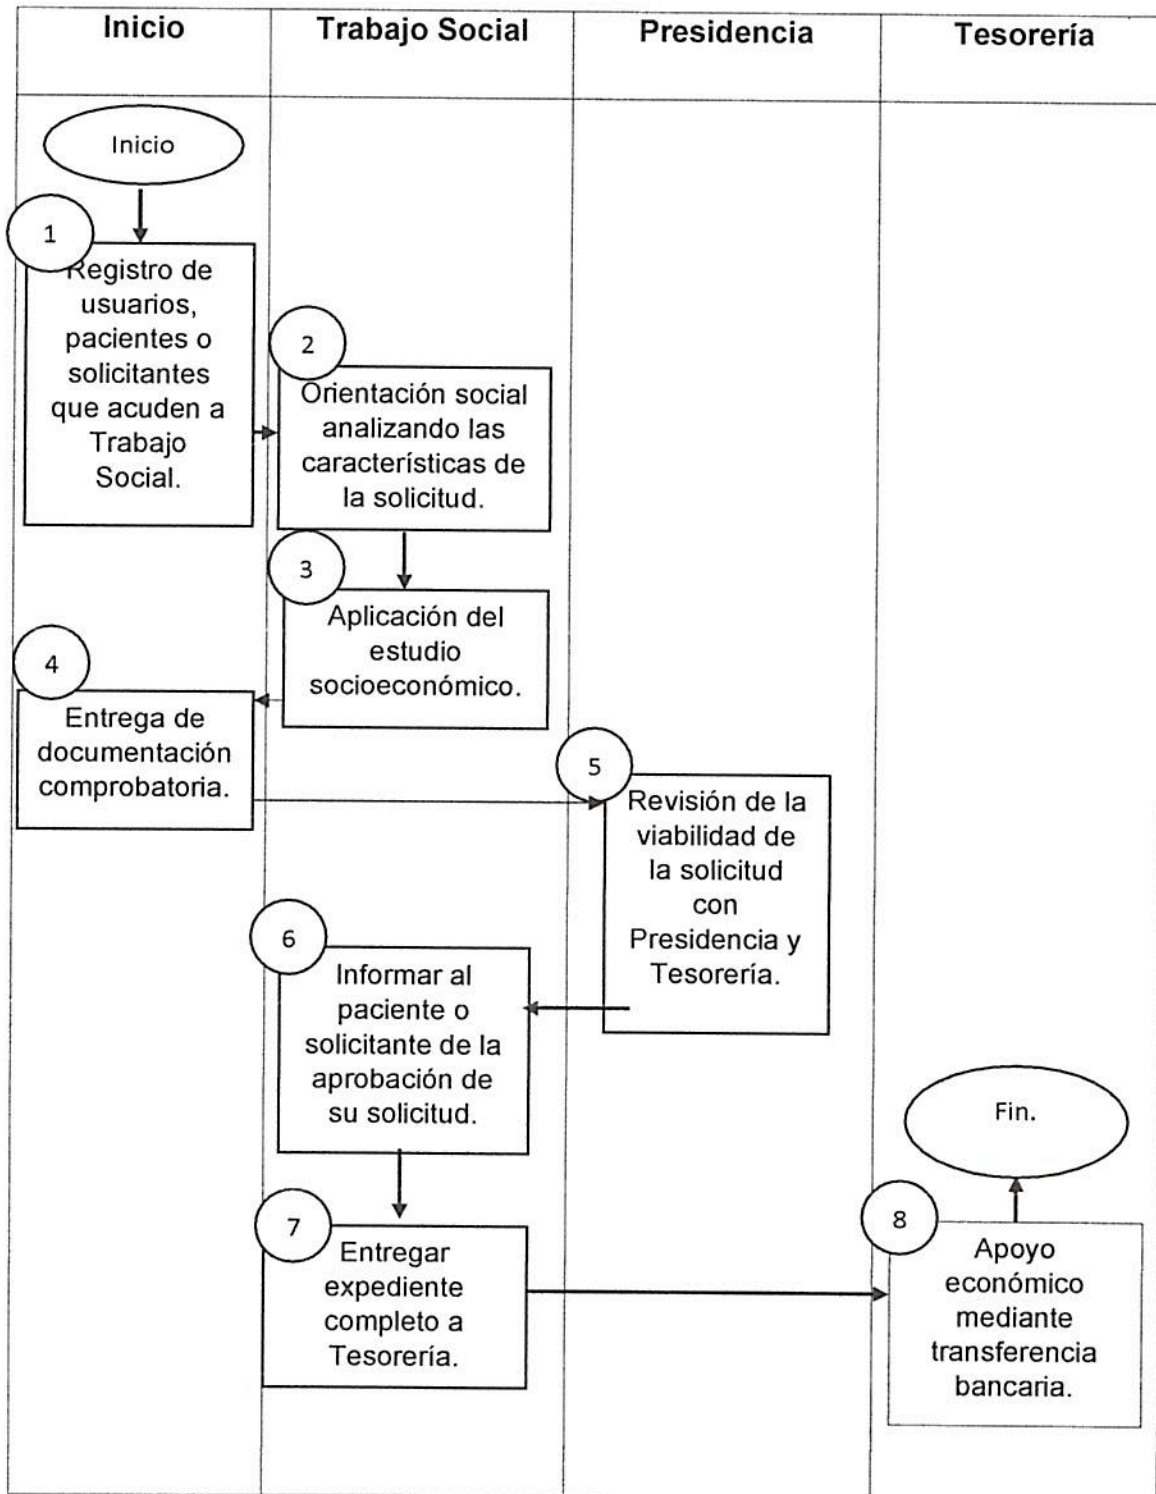 Inicio
Trabajo Social
Presidencia
Tesorería
Inicio
1
Registro de
usuarios,
pacientes o
solicitantes
que acuden a
Trabajo
Social.
2
Orientación social
analizando las
características de
la solicitud.
3
Aplicación del
estudio
socioeconómico.
4
Entrega de
documentación
comprobatoria.
5
Revisión de la
viabilidad de
la solicitud
con
Presidencia y
Tesorería.
6
Informar al
paciente o
solicitante de la
aprobación de
su solicitud.
7
Entregar
expediente
completo a
Tesorería.
8
Apoyo
económico
mediante
transferencia
bancaria.
Fin.